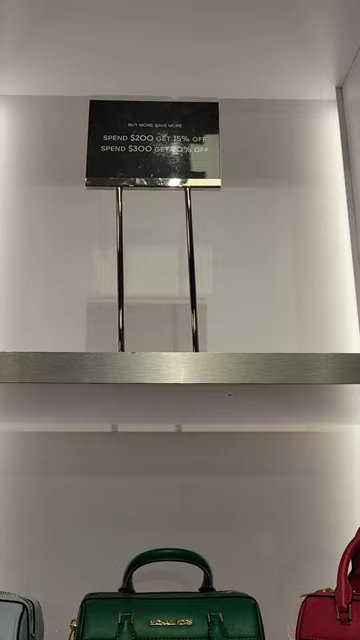 BUY MORE, SAVE MORE
SPEND $200 GET 15% OFF
SPEND $300 GET 20% OFF
MICHAEL KORS